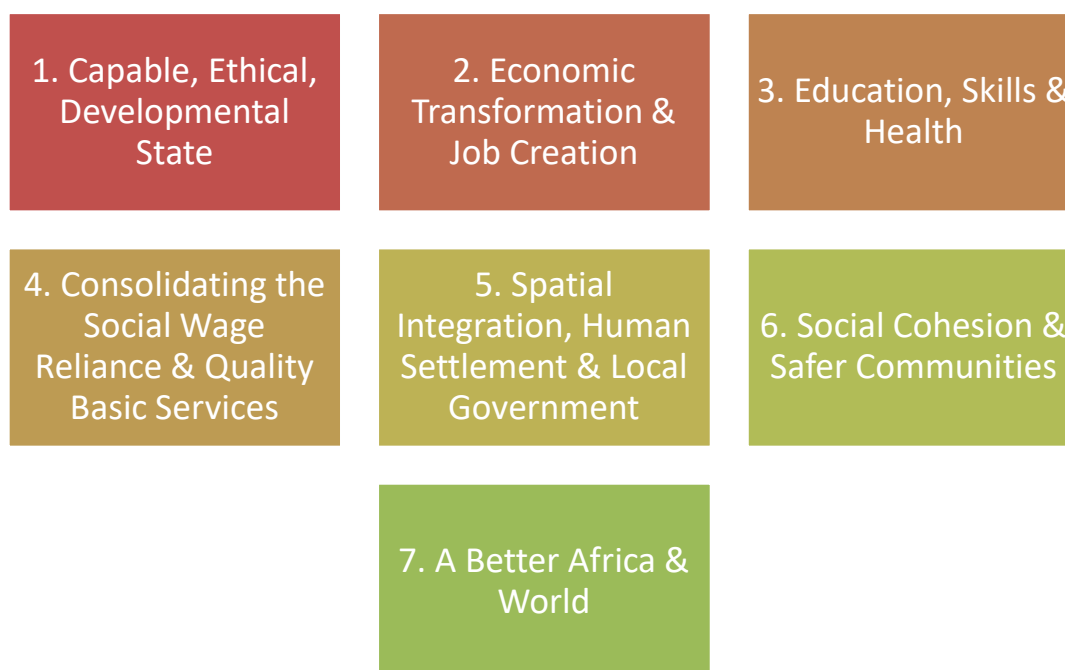 1. Capable, Ethical,
Developmental
State
2. Economic
Transformation &
Job Creation
3. Education, Skills &
Health
4. Consolidating the
Social Wage
Reliance & Quality
Basic Services
5. Spatial
Integration, Human
Settlement & Local
Government
6. Social Cohesion &
Safer Communities
7. A Better Africa &
World